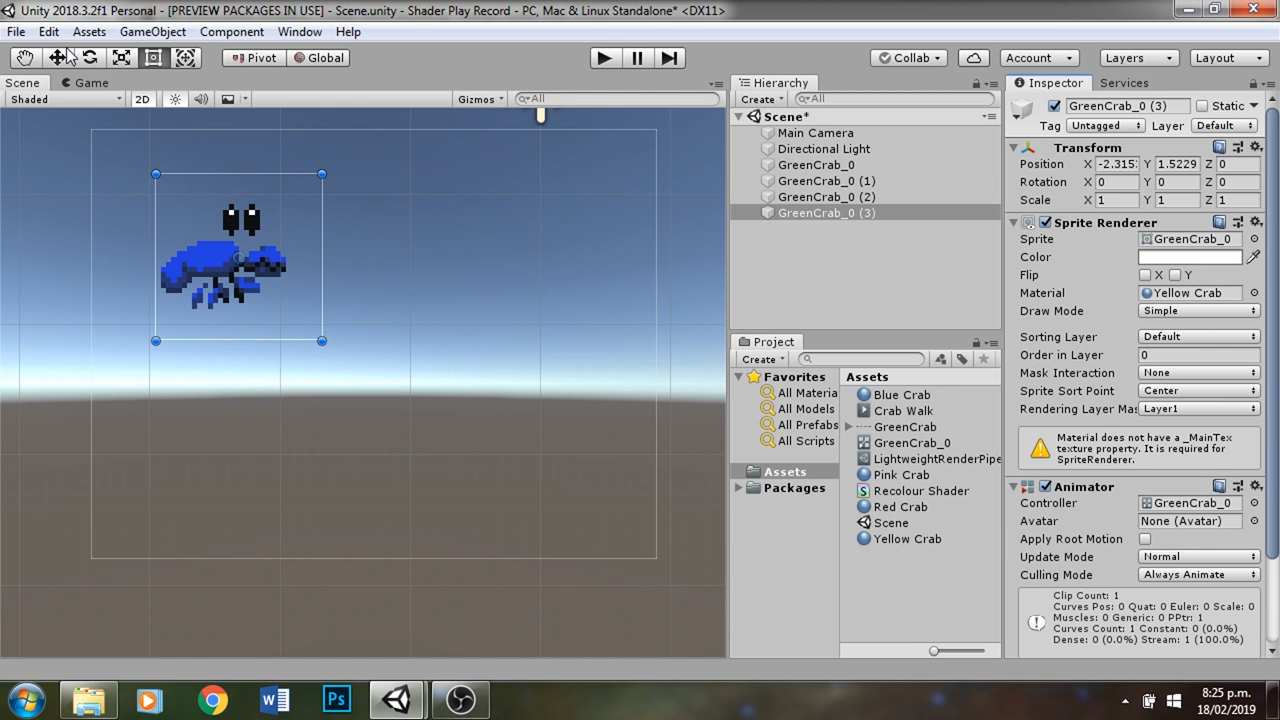 Unity 2018.3.2f1 Personal - [PREVIEW PACKAGES IN USE] - Scene.unity - Shader Play Record - PC, Mac & Linux Standalone* <DX11>
File Edit Assets GameObject Component Window Help
Pivot Global Collab Account Layers Layout
Scene Game
Shaded 2D Gizmos All
Hierarchy
Create All
Scene*
Main Camera
Directional Light
GreenCrab_0
GreenCrab_0 (1)
GreenCrab_0 (2)
GreenCrab_0 (3)
Project
Create
Favorites
All Materia
All Models
All Prefabs
All Scripts
Assets
Packages
Assets
Blue Crab
Crab Walk
GreenCrab
GreenCrab_0
LightweightRenderPipe
Pink Crab
Recolour Shader
Red Crab
Scene
Yellow Crab
Inspector Services
GreenCrab_0 (3) Static
Tag Untagged Layer Default
Transform
Position X -2.315 Y 1.5229 Z 0
Rotation X 0 Y 0 Z 0
Scale X 1 Y 1 Z 1
Sprite Renderer
Sprite GreenCrab_0
Color
Flip X Y
Material Yellow Crab
Draw Mode Simple
Sorting Layer Default
Order in Layer 0
Mask Interaction None
Sprite Sort Point Center
Rendering Layer Ma Layer1
Material does not have a _MainTex
texture property. It is required for
SpriteRenderer.
Animator
Controller GreenCrab_0
Avatar None (Avatar)
Apply Root Motion
Update Mode Normal
Culling Mode Always Animate
Clip Count: 1
Curves Pos: 0 Quat: 0 Euler: 0 Scale: 0
Muscles: 0 Generic: 0 PPtr: 1
Curves Count: 1 Constant: 0 (0.0%)
Dense: 0 (0.0%) Stream: 1 (100.0%)
Ps
8:25 p.m.
18/02/2019